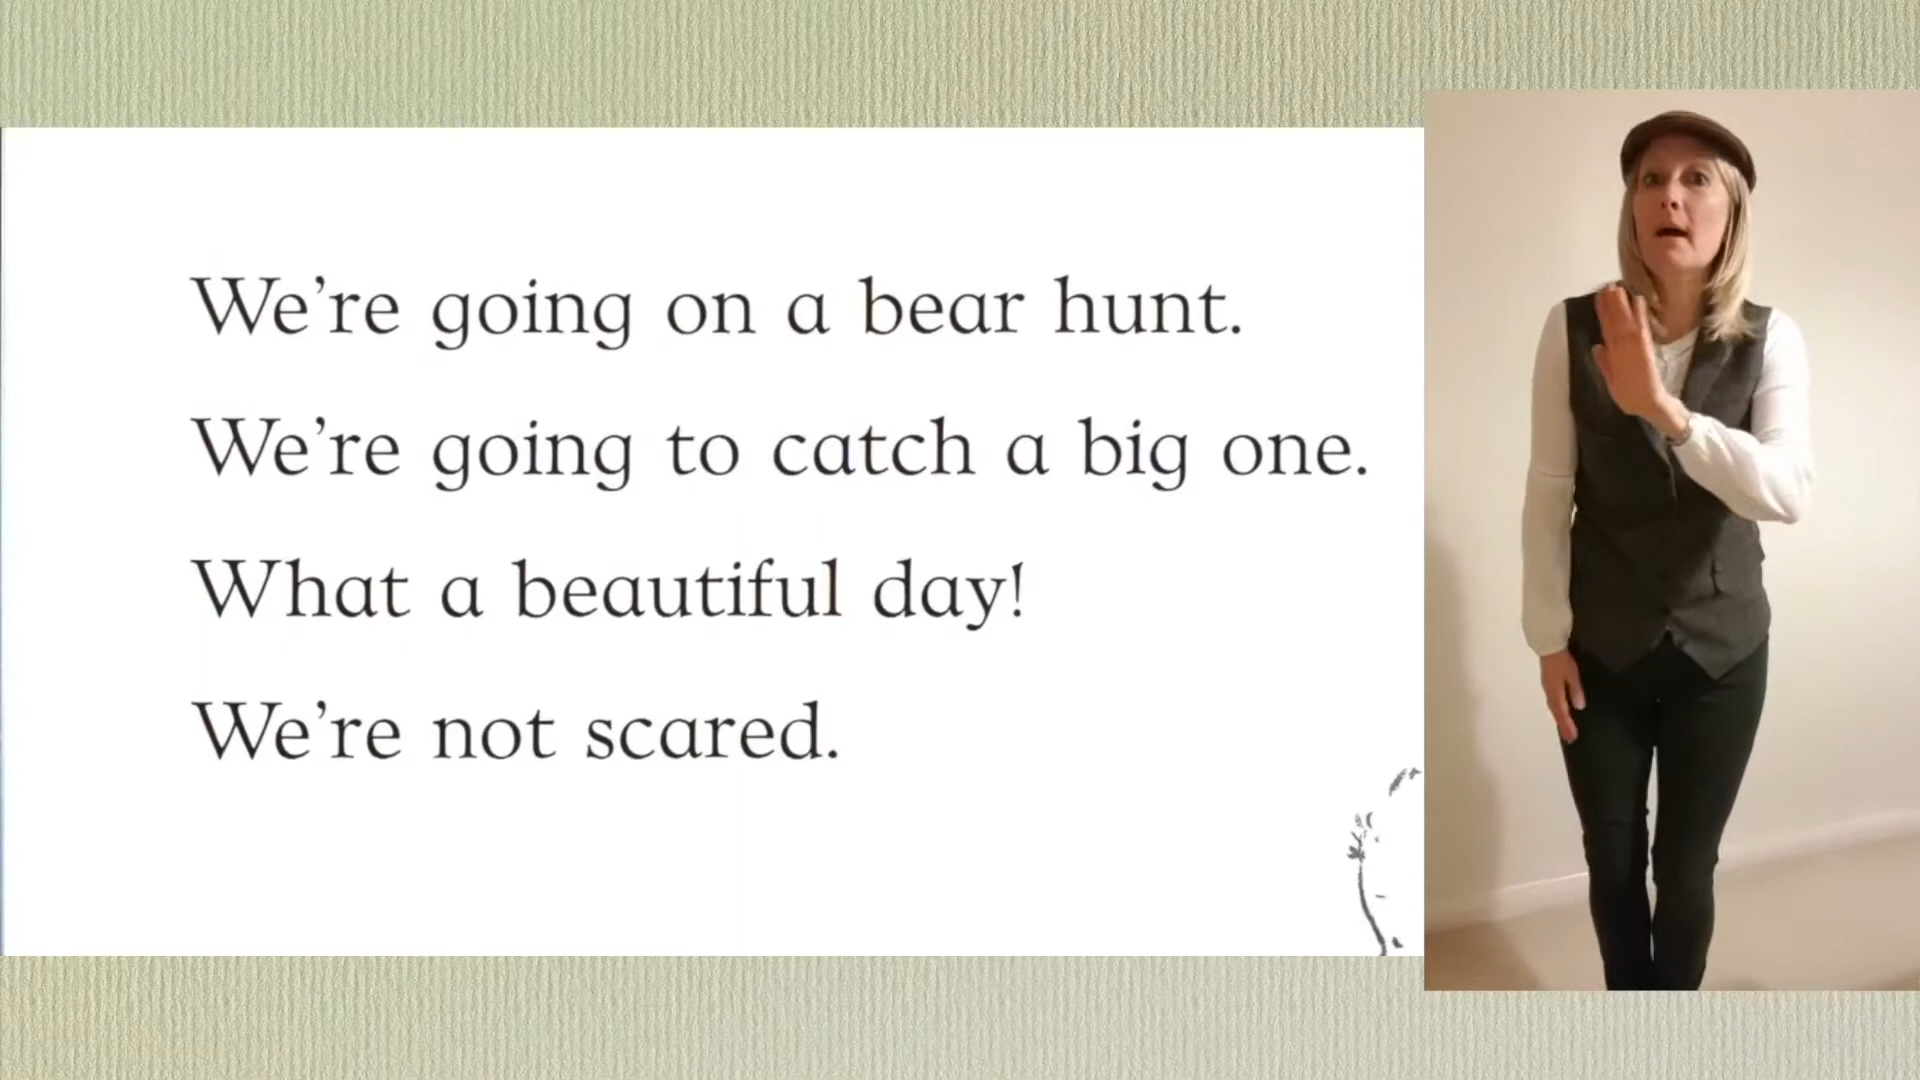 We’re going on a bear hunt.
We’re going to catch a big one.
What a beautiful day!
We’re not scared.